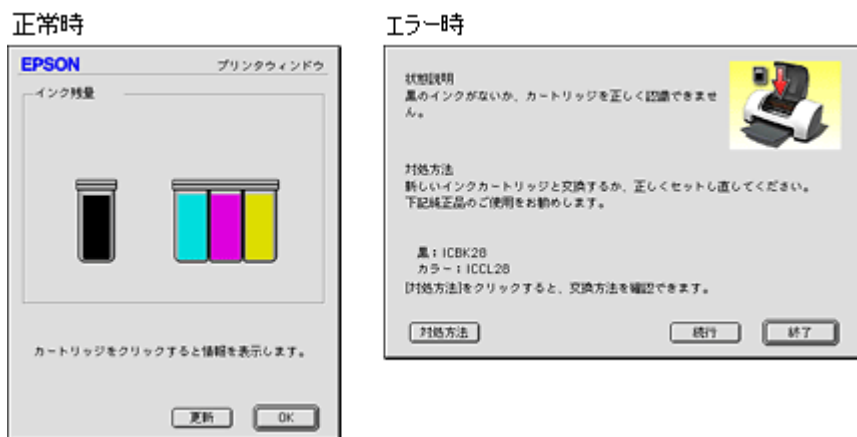 正常時
EPSON プリンタウィンドウ
インク残量
カートリッジをクリックすると情報を表示します。
更新 OK
エラー時
状態説明
黒のインクがないか、カートリッジを正しく認識できませ
ん。
対処方法
新しいインクカートリッジと交換するか、正しくセットし直してください。
下記純正品のご使用をお勧めします。
黒：ICBK28
カラー：ICCL28
[対処方法]をクリックすると、交換方法を確認できます。
対処方法 続行 終了